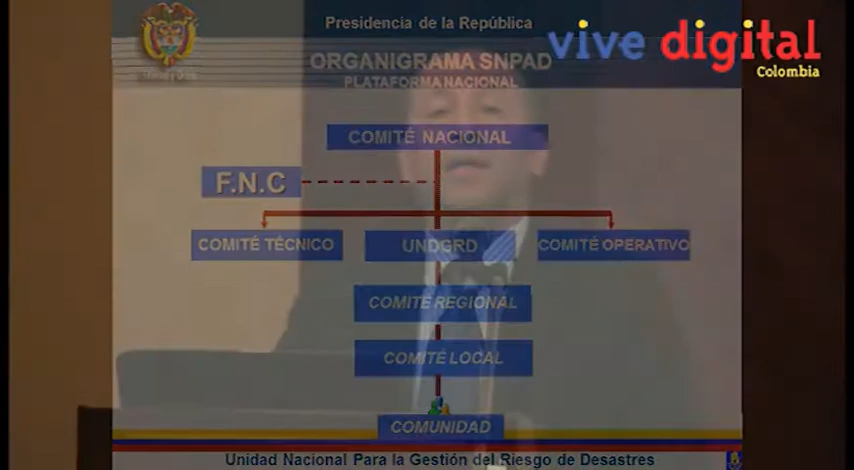 Presidencia de la República
vive digital
Colombia
ORGANIGRAMA SNPAD
PLATAFORMA NACIONAL
COMITÉ NACIONAL
F.N.C
COMITÉ TÉCNICO
UNDGRD
COMITÉ OPERATIVO
COMITE REGIONAL
COMITÉ LOCAL
COMUNIDAD
Unidad Nacional Para la Gestión del Riesgo de Desastres